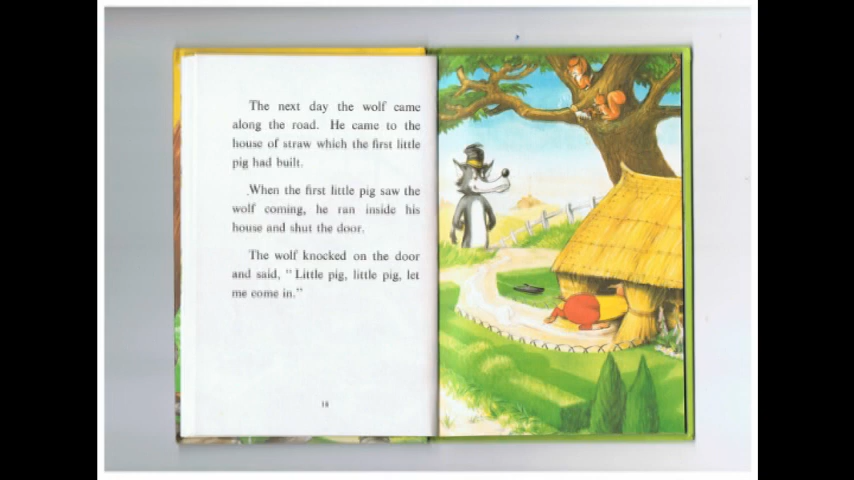 The next day the wolf came
along the road. He came to the
house of straw which the first little
pig had built.
When the first little pig saw the
wolf coming, he ran inside his
house and shut the door.
The wolf knocked on the door
and said, "Little pig, little pig, let
me come in."
18